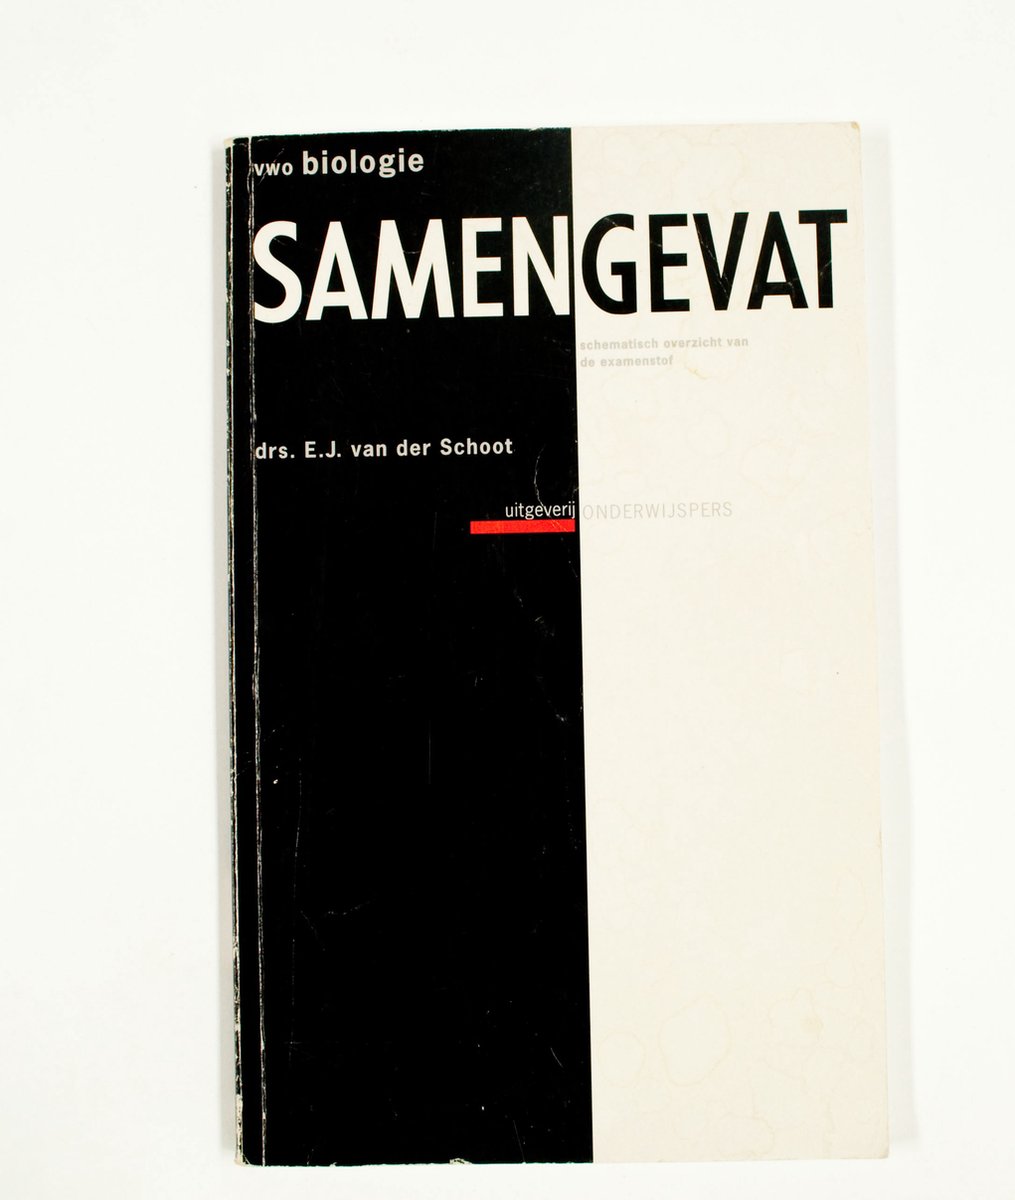 vwo biologie
SAMENGEVAT
schematisch overzicht van
de examenstof
drs. E.J. van der Schoot
uitgeverij ONDERWIJSPERS